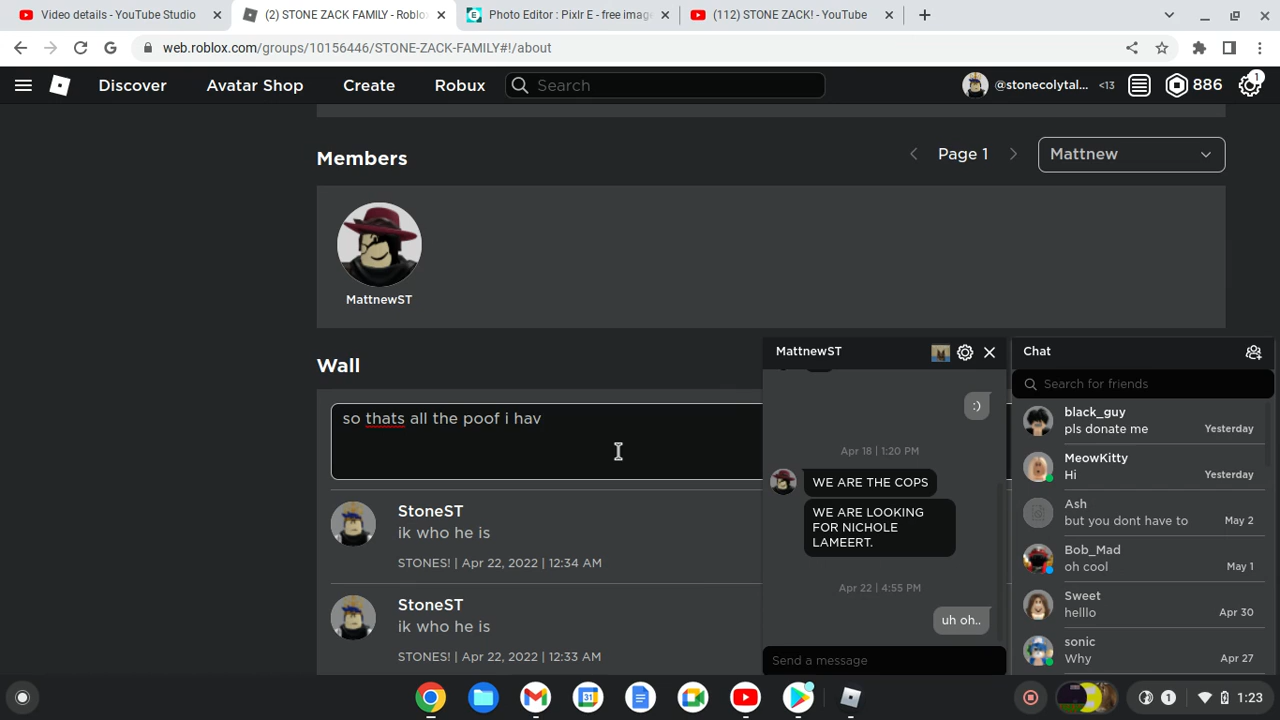 Video details - YouTube Studio
(2) STONE ZACK FAMILY - Roblox
Photo Editor : Pixlr E - free image
(112) STONE ZACK! - YouTube
web.roblox.com/groups/10156446/STONE-ZACK-FAMILY#!/about
Discover
Avatar Shop
Create
Robux
Search
@stonecolytal...
<13
886
1
Members
Page 1
Mattnew
MattnewST
Wall
so thats all the poof i hav
StoneST
ik who he is
STONES! | Apr 22, 2022 | 12:34 AM
StoneST
ik who he is
STONES! | Apr 22, 2022 | 12:33 AM
MattnewST
:)
Apr 18 | 1:20 PM
WE ARE THE COPS
WE ARE LOOKING
FOR NICHOLE
LAMEERT.
Apr 22 | 4:55 PM
uh oh..
Send a message
Chat
Search for friends
black_guy
pls donate me
Yesterday
MeowKitty
Hi
Yesterday
Ash
but you dont have to
May 2
Bob_Mad
oh cool
May 1
Sweet
helllo
Apr 30
sonic
Why
Apr 27
1
1:23